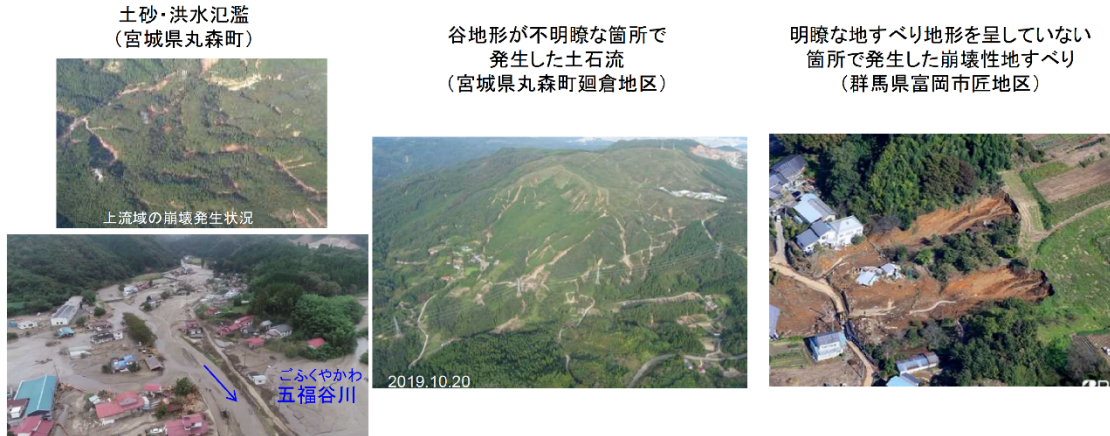 土砂・洪水氾濫
（宮城県丸森町）
上流域の崩壊発生状況
ごふくやかわ
五福谷川
谷地形が不明瞭な箇所で
発生した土石流
（宮城県丸森町廻倉地区）
2019.10.20
明瞭な地すべり地形を呈していない
箇所で発生した崩壊性地すべり
（群馬県富岡市匠地区）